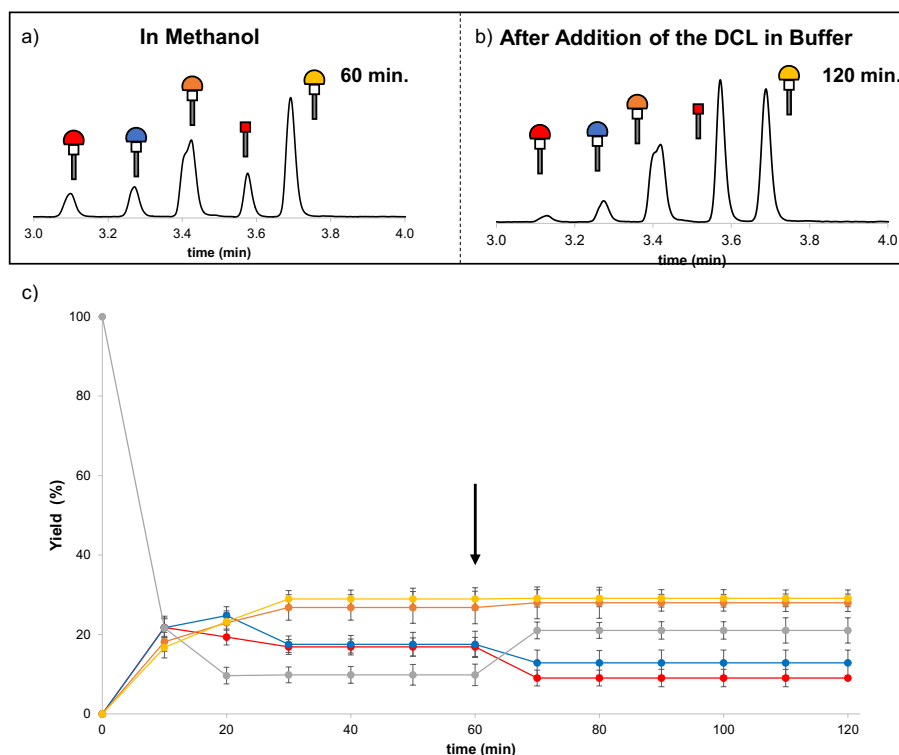 a)
In Methanol
60 min.
3.0
3.2
3.4
3.6
3.8
4.0
time (min)
b)
After Addition of the DCL in Buffer
120 min.
3.0
3.2
3.4
3.6
3.8
4.0
time (min)
c)
100
80
60
40
20
0
Yield (%)
0
20
40
60
80
100
120
time (min)